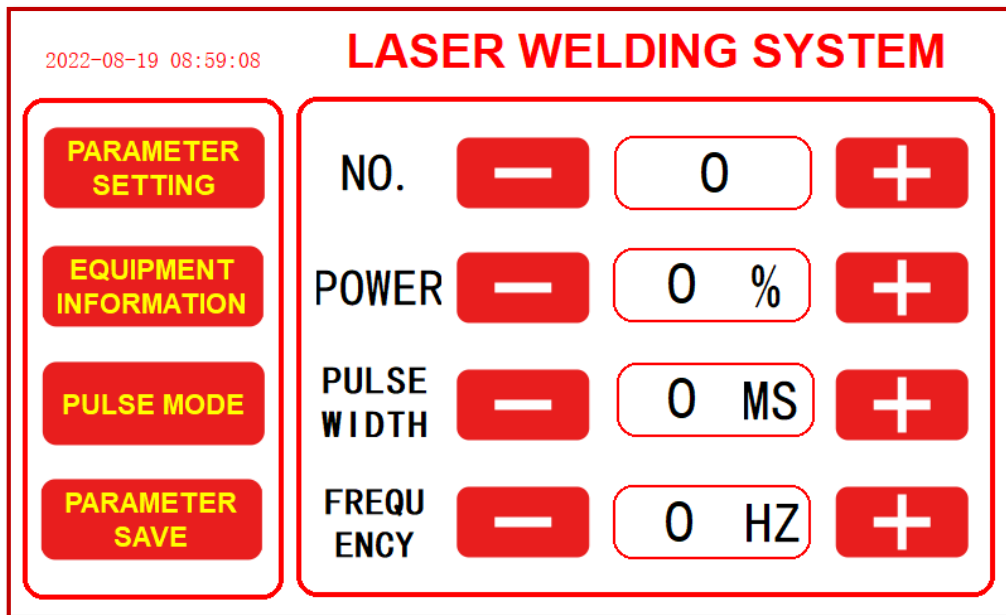 2022-08-19 08:59:08
LASER WELDING SYSTEM
PARAMETER
SETTING
EQUIPMENT
INFORMATION
PULSE MODE
PARAMETER
SAVE
NO. − 0 +
POWER − 0 % +
PULSE
WIDTH − 0 MS +
FREQU
ENCY − 0 HZ +